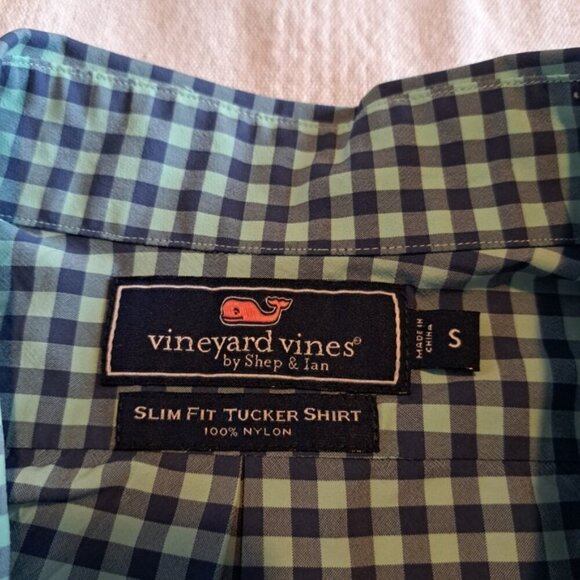 vineyard vines®
by Shep & Ian
MADE IN
CHINA
S
SLIM FIT TUCKER SHIRT
100% NYLON